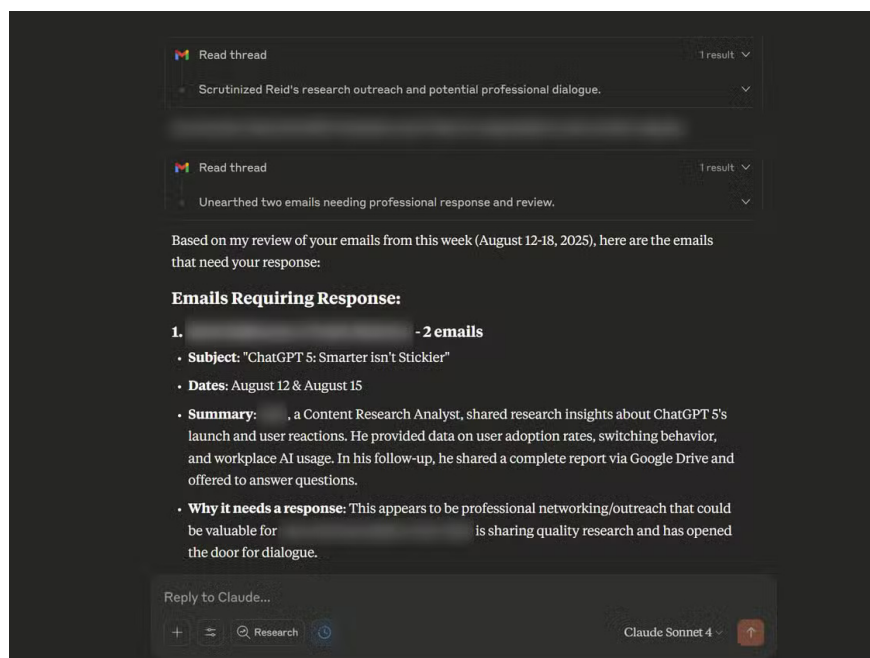 Read thread
1 result
Scrutinized Reid's research outreach and potential professional dialogue.
Read thread
1 result
Unearthed two emails needing professional response and review.
Based on my review of your emails from this week (August 12-18, 2025), here are the emails
that need your response:
Emails Requiring Response:
1. - 2 emails
• Subject: "ChatGPT 5: Smarter isn't Stickier"
• Dates: August 12 & August 15
• Summary: , a Content Research Analyst, shared research insights about ChatGPT 5's
launch and user reactions. He provided data on user adoption rates, switching behavior,
and workplace AI usage. In his follow-up, he shared a complete report via Google Drive and
offered to answer questions.
• Why it needs a response: This appears to be professional networking/outreach that could
be valuable for is sharing quality research and has opened
the door for dialogue.
Reply to Claude...
Research
Claude Sonnet 4